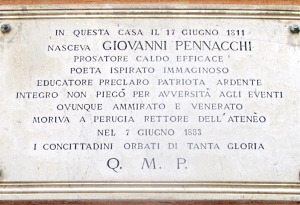 IN QUESTA CASA IL 17 GIUGNO 1811
NASCEVA GIOVANNI PENNACCHI
PROSATORE CALDO EFFICACE
POETA ISPIRATO IMMAGINOSO
EDUCATORE PRECLARO PATRIOTA ARDENTE
INTEGRO NON PIEGÒ PER AVVERSITÀ AGLI EVENTI
OVUNQUE AMMIRATO E VENERATO
MORIVA A PERUGIA RETTORE DELL'ATENÈO
NEL 7 GIUGNO 1883
I CONCITTADINI ORBATI DI TANTA GLORIA
Q. M. P.